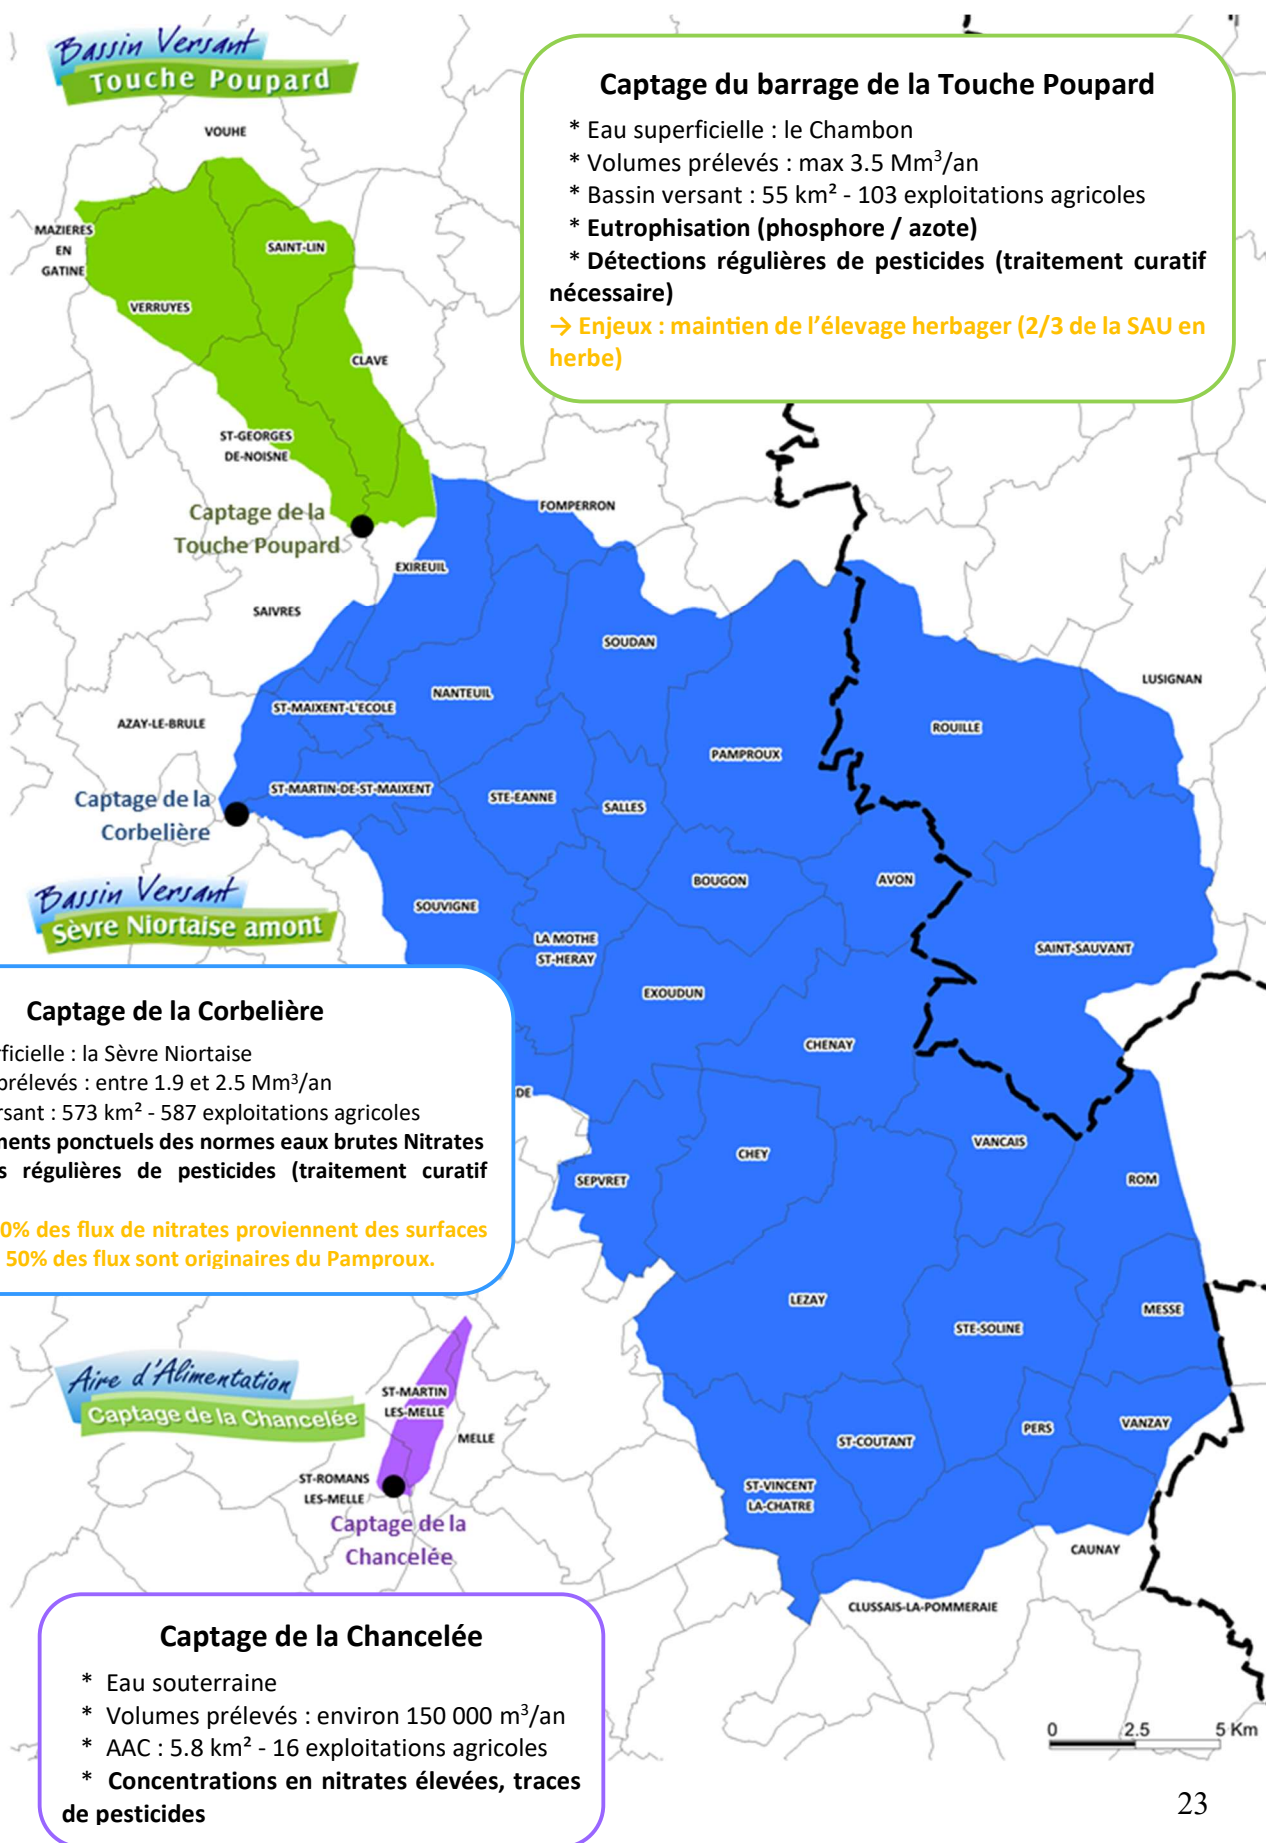 Bassin Versant
Touche Poupard
Captage du barrage de la Touche Poupard
* Eau superficielle : le Chambon
* Volumes prélevés : max 3.5 Mm³/an
* Bassin versant : 55 km² - 103 exploitations agricoles
* Eutrophisation (phosphore / azote)
* Détections régulières de pesticides (traitement curatif
nécessaire)
→ Enjeux : maintien de l'élevage herbager (2/3 de la SAU en
herbe)
VOUHE
MAZIERES
EN
GATINE
SAINT-LIN
VERRUYES
CLAVE
ST-GEORGES
DE-NOISNE
Captage de la
Touche Poupard
FOMPERRON
EXIREUIL
SAIVRES
SOUDAN
LUSIGNAN
NANTEUIL
ST-MAIXENT-L'ECOLE
AZAY-LE-BRULE
ROUILLE
PAMPROUX
ST-MARTIN-DE-ST-MAIXENT
STE-EANNE
SALLES
Captage de la
Corbelière
BOUGON
AVON
Bassin Versant
Sèvre Niortaise amont
SOUVIGNE
LA MOTHE
ST-HERAY
SAINT-SAUVANT
EXOUDUN
CHENAY
Captage de la Corbelière
rficielle : la Sèvre Niortaise
prélevés : entre 1.9 et 2.5 Mm³/an
rsant : 573 km² - 587 exploitations agricoles
ments ponctuels des normes eaux brutes Nitrates
s régulières de pesticides (traitement curatif
0% des flux de nitrates proviennent des surfaces
50% des flux sont originaires du Pamproux.
DE
VANCAIS
CHEY
SEPVRET
ROM
LEZAY
MESSE
STE-SOLINE
Aire d'Alimentation
Captage de la Chancelée
ST-MARTIN
LES-MELLE
MELLE
PERS
VANZAY
ST-COUTANT
ST-ROMANS
LES-MELLE
ST-VINCENT
LA-CHATRE
Captage de la
Chancelée
CAUNAY
CLUSSAIS-LA-POMMERAIE
Captage de la Chancelée
* Eau souterraine
* Volumes prélevés : environ 150 000 m³/an
* AAC : 5.8 km² - 16 exploitations agricoles
* Concentrations en nitrates élevées, traces
de pesticides
0 2.5 5 Km
23